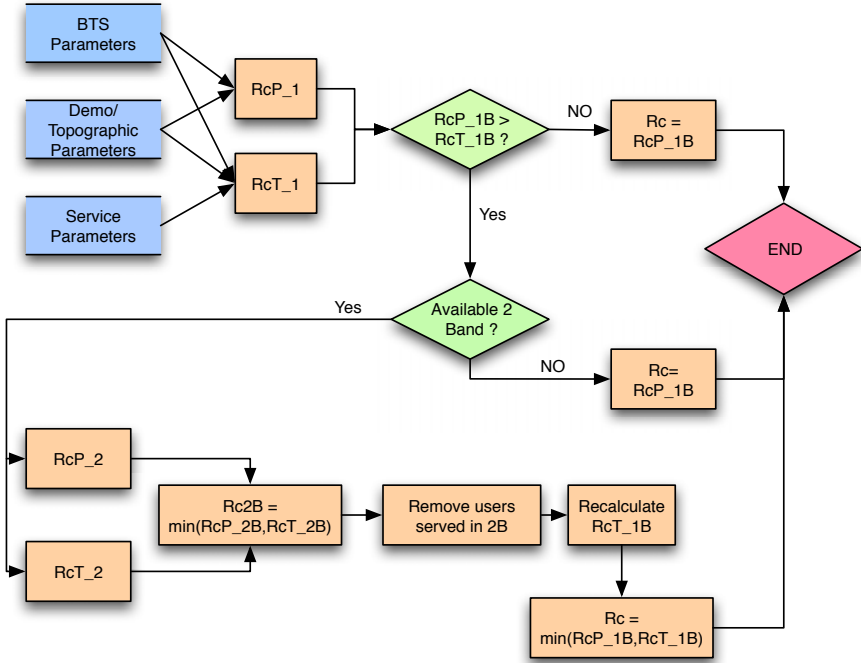 BTS
Parameters
Demo/
Topographic
Parameters
Service
Parameters
RcP_1
RcT_1
RcP_1B >
RcT_1B ?
NO
Rc =
RcP_1B
Yes
END
Available 2
Band ?
Yes
NO
Rc=
RcP_1B
RcP_2
RcT_2
Rc2B =
min(RcP_2B,RcT_2B)
Remove users
served in 2B
Recalculate
RcT_1B
Rc =
min(RcP_1B,RcT_1B)